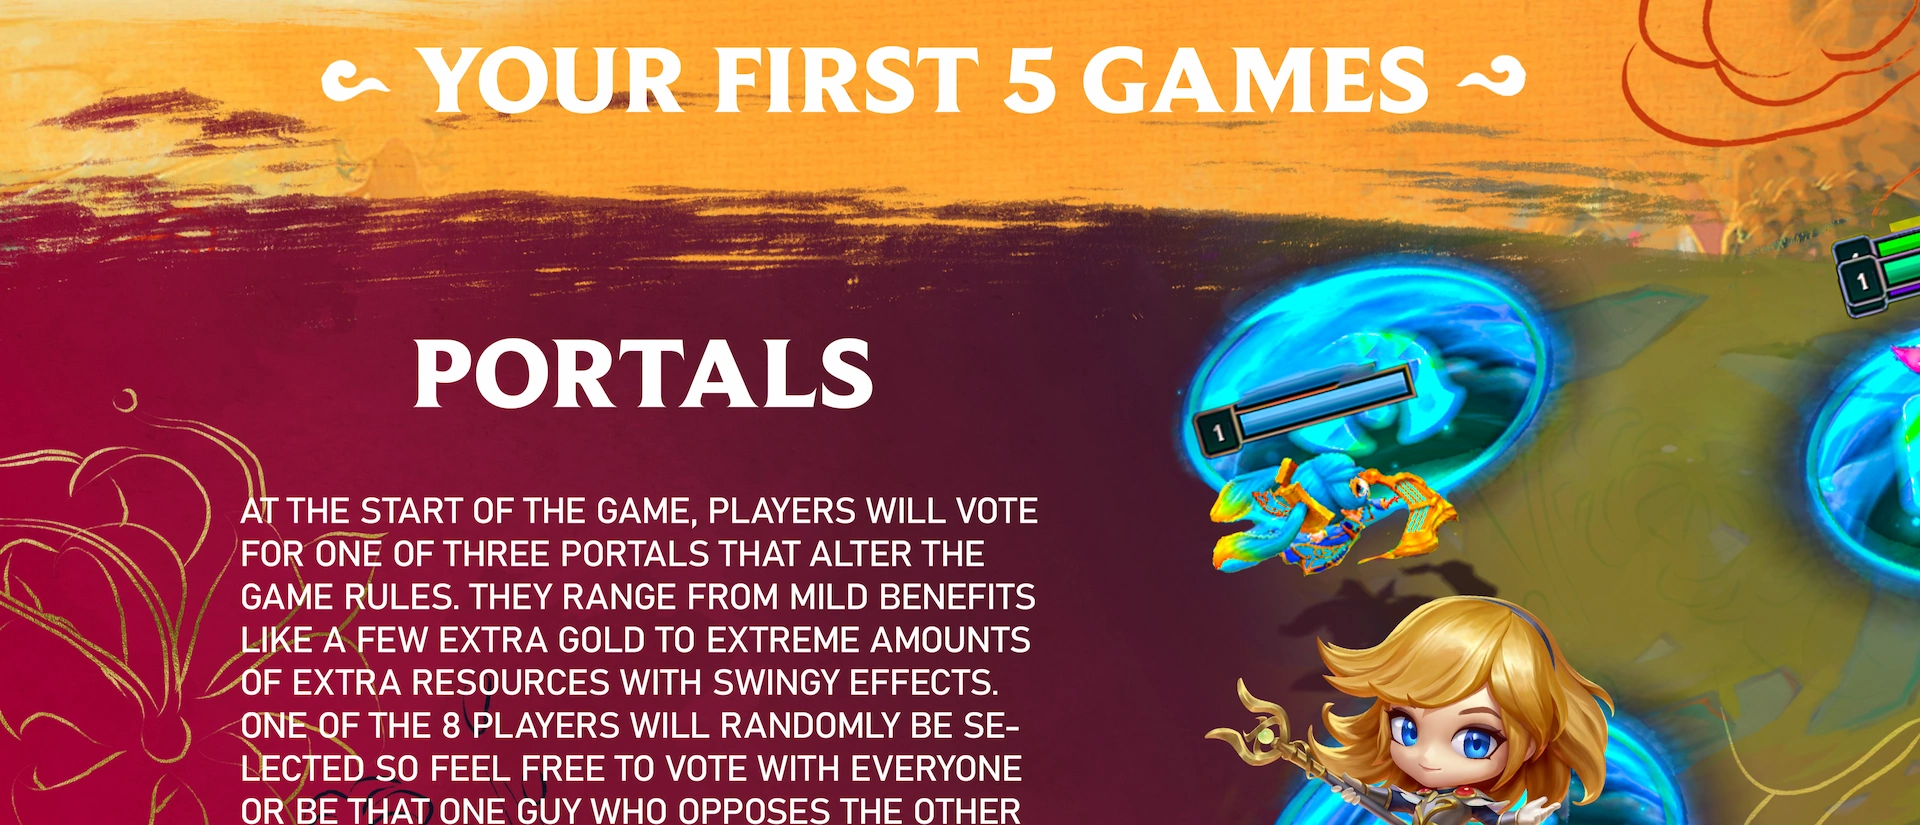 YOUR FIRST 5 GAMES
PORTALS
AT THE START OF THE GAME, PLAYERS WILL VOTE
FOR ONE OF THREE PORTALS THAT ALTER THE
GAME RULES. THEY RANGE FROM MILD BENEFITS
LIKE A FEW EXTRA GOLD TO EXTREME AMOUNTS
OF EXTRA RESOURCES WITH SWINGY EFFECTS.
ONE OF THE 8 PLAYERS WILL RANDOMLY BE SE-
LECTED SO FEEL FREE TO VOTE WITH EVERYONE
OR BE THAT ONE GUY WHO OPPOSES THE OTHER
1
1